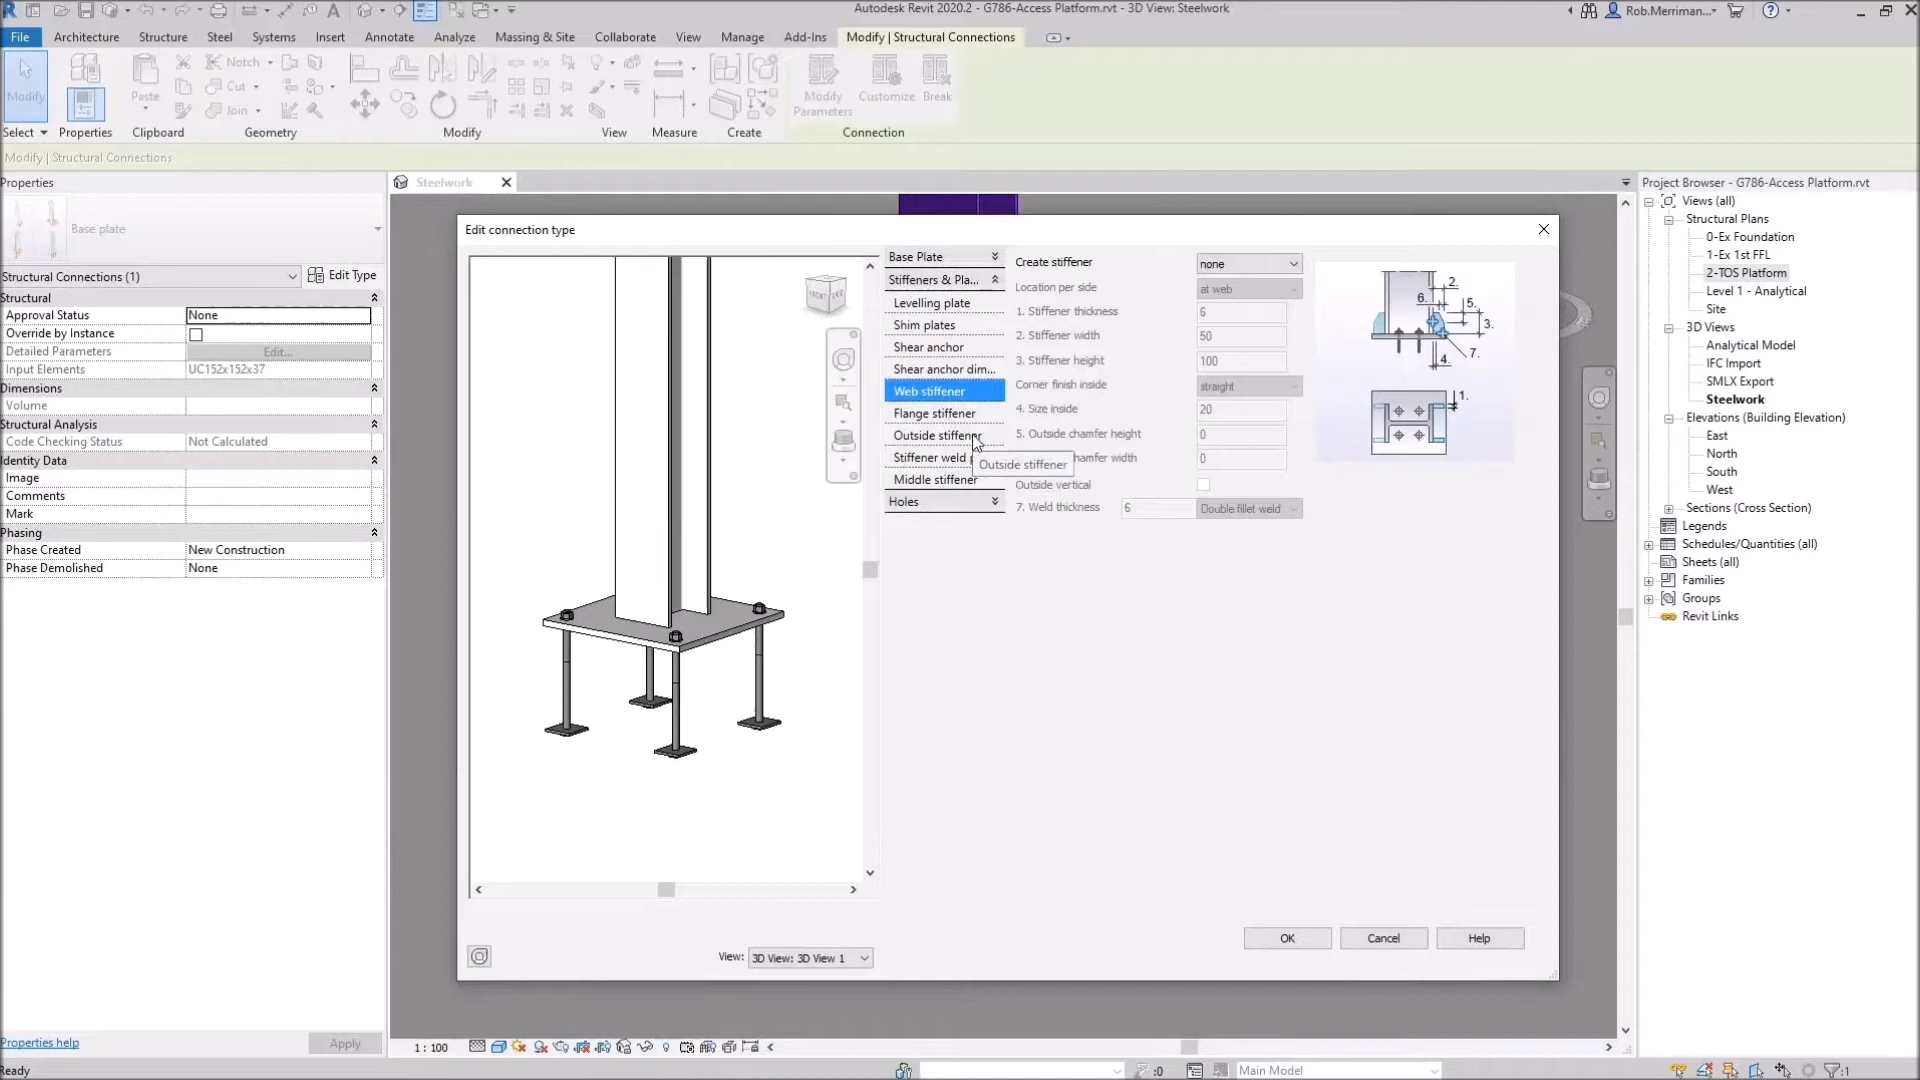 Autodesk Revit 2020.2 - G786-Access Platform.rvt - 3D View: Steelwork
Rob.Merriman...
File Architecture Structure Steel Systems Insert Annotate Analyze Massing & Site Collaborate View Manage Add-Ins Modify | Structural Connections
Modify
Paste
Notch
Cut
Join
Modify Parameters
Customize
Break
Select Properties Clipboard Geometry Modify View Measure Create Connection
Modify | Structural Connections
Properties
Base plate
Structural Connections (1) Edit Type
Structural
Approval Status None
Override by Instance
Detailed Parameters Edit...
Input Elements UC152x152x37
Dimensions
Volume
Structural Analysis
Code Checking Status Not Calculated
Identity Data
Image
Comments
Mark
Phasing
Phase Created New Construction
Phase Demolished None
Properties help Apply
Steelwork
Edit connection type
Base Plate
Stiffeners & Pla...
Levelling plate
Shim plates
Shear anchor
Shear anchor dim...
Web stiffener
Flange stiffener
Outside stiffener
Stiffener weld
Middle stiffener
Holes
Outside stiffener
Create stiffener none
Location per side at web
1. Stiffener thickness 6
2. Stiffener width 50
3. Stiffener height 100
Corner finish inside straight
4. Size inside 20
5. Outside chamfer height 0
hamfer width 0
Outside vertical
7. Weld thickness 6 Double fillet weld
2.
6.
5.
3.
7.
4.
1.
View: 3D View: 3D View 1
OK Cancel Help
Project Browser - G786-Access Platform.rvt
Views (all)
Structural Plans
0-Ex Foundation
1-Ex 1st FFL
2-TOS Platform
Level 1 - Analytical
Site
3D Views
Analytical Model
IFC Import
SMLX Export
Steelwork
Elevations (Building Elevation)
East
North
South
West
Sections (Cross Section)
Legends
Schedules/Quantities (all)
Sheets (all)
Families
Groups
Revit Links
1 : 100
Ready
:0
Main Model
:1